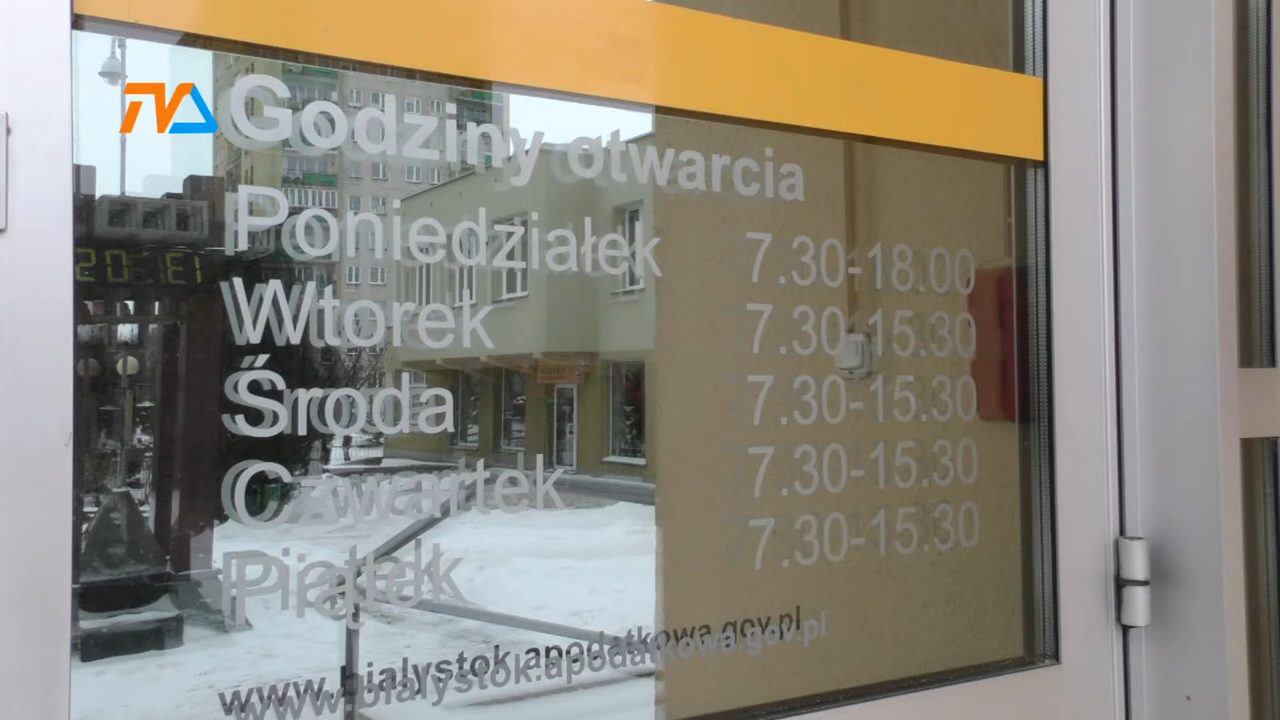 TVA
Godziny otwarcia
Poniedziałek 7.30-18.00
Wtorek 7.30-15.30
Środa 7.30-15.30
Czwartek 7.30-15.30
Piątek 7.30-15.30
www.bialystok.apodatkowa.gov.pl